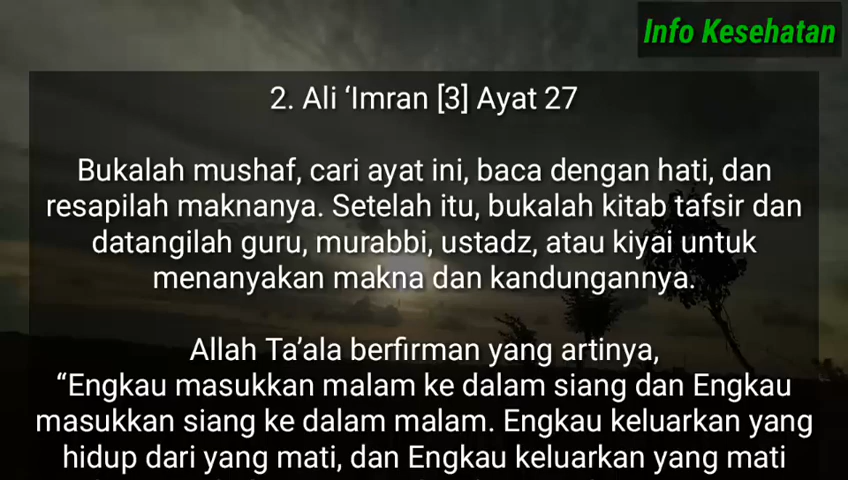 Info Kesehatan
2. Ali ‘Imran [3] Ayat 27
Bukalah mushaf, cari ayat ini, baca dengan hati, dan
resapilah maknanya. Setelah itu, bukalah kitab tafsir dan
datangilah guru, murabbi, ustadz, atau kiyai untuk
menanyakan makna dan kandungannya.
Allah Ta’ala berfirman yang artinya,
“Engkau masukkan malam ke dalam siang dan Engkau
masukkan siang ke dalam malam. Engkau keluarkan yang
hidup dari yang mati, dan Engkau keluarkan yang mati